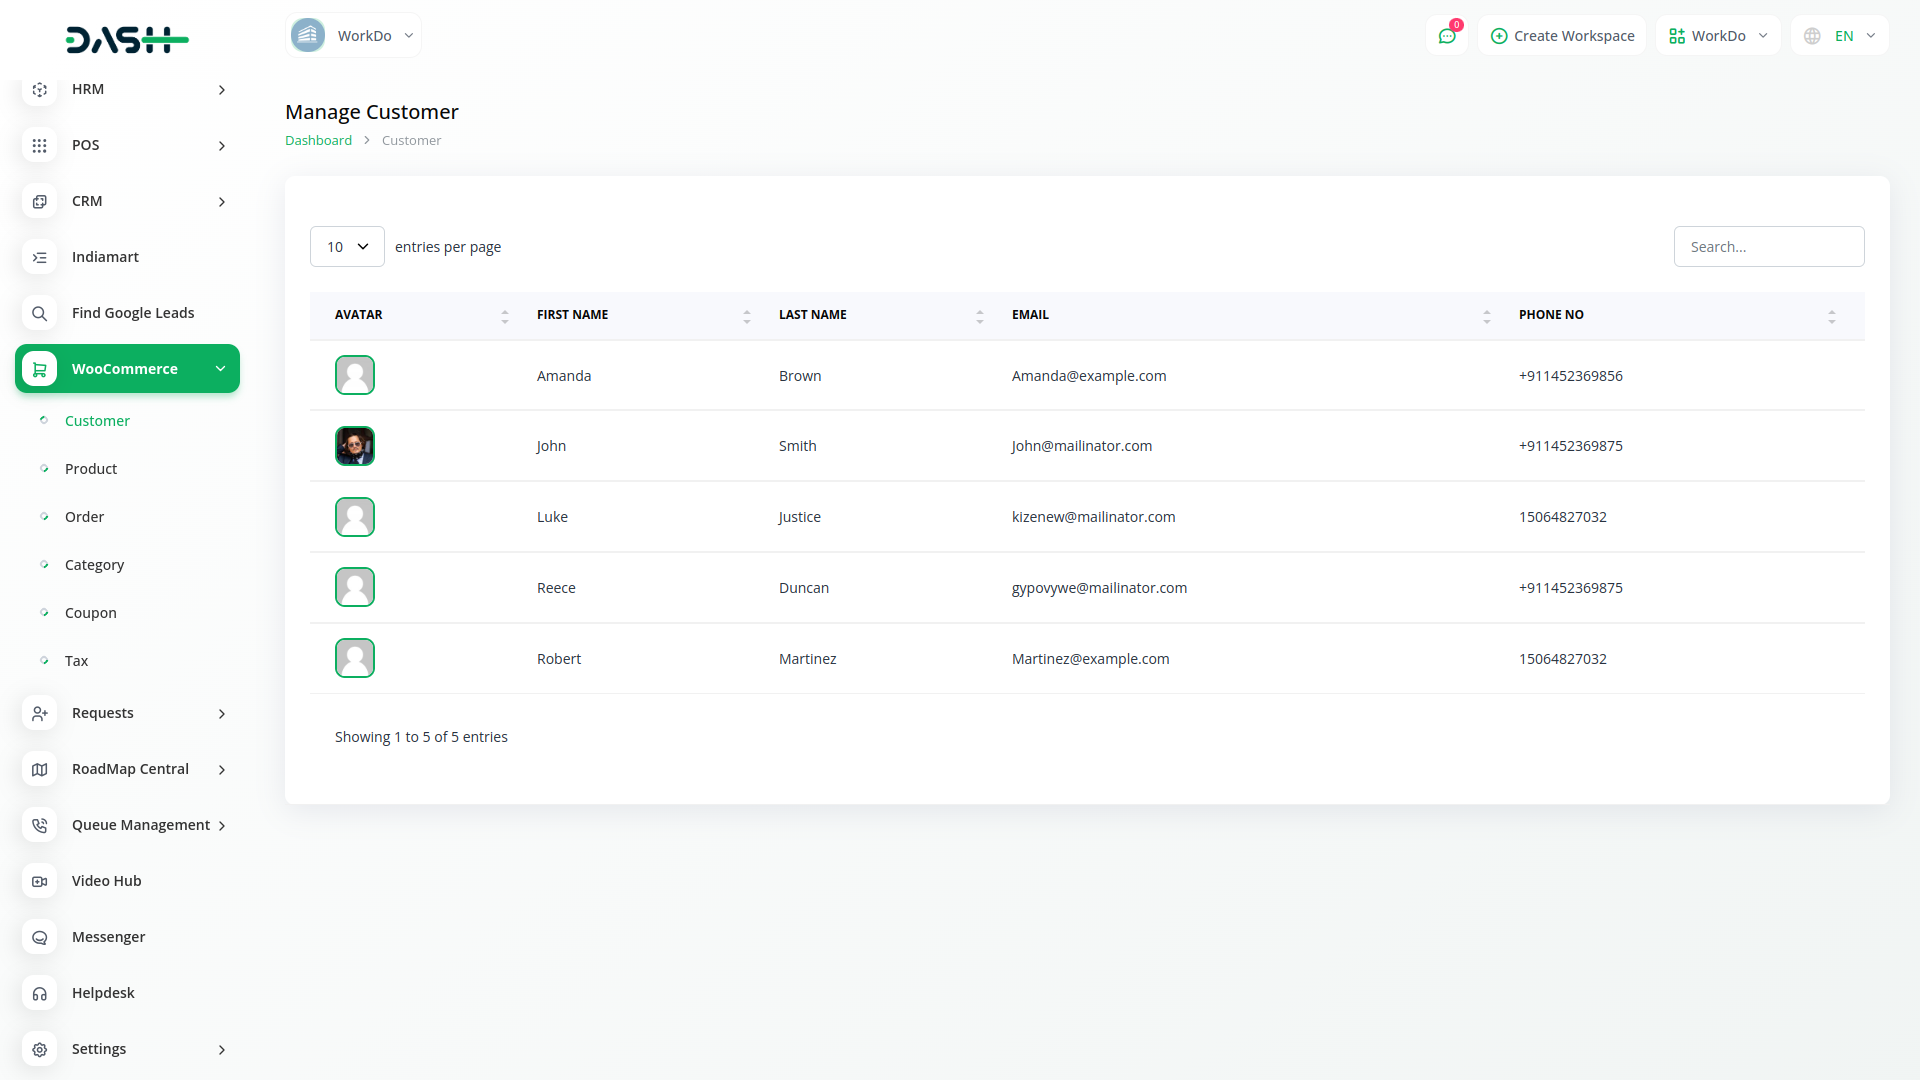 DASH
WorkDo
0
Create Workspace
WorkDo
EN
HRM
POS
CRM
Indiamart
Find Google Leads
WooCommerce
Customer
Product
Order
Category
Coupon
Tax
Requests
RoadMap Central
Queue Management
Video Hub
Messenger
Helpdesk
Settings
Manage Customer
Dashboard > Customer
10 entries per page
Search...
AVATAR FIRST NAME LAST NAME EMAIL PHONE NO
Amanda Brown Amanda@example.com +911452369856
John Smith John@mailinator.com +911452369875
Luke Justice kizenew@mailinator.com 15064827032
Reece Duncan gypovywe@mailinator.com +911452369875
Robert Martinez Martinez@example.com 15064827032
Showing 1 to 5 of 5 entries